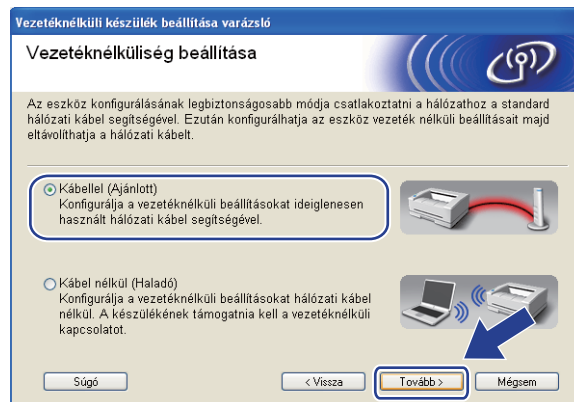 Vezetéknélküli készülék beállítása varázsló
Vezetéknélküliség beállítása
Az eszköz konfigurálásának legbiztonságosabb módja csatlakoztatni a hálózathoz a standard
hálózati kábel segítségével. Ezután konfigurálhatja az eszköz vezeték nélküli beállításait majd
eltávolíthatja a hálózati kábelt.
Kábellel (Ajánlott)
Konfigurálja a vezetéknélküli beállításokat ideiglenesen
használt hálózati kábel segítségével.
Kábel nélkül (Haladó)
Konfigurálja a vezetéknélküli beállításokat hálózati kábel
nélkül. A készülékének támogatnia kell a vezetéknélküli
kapcsolatot.
Súgó
< Vissza
Tovább >
Mégsem